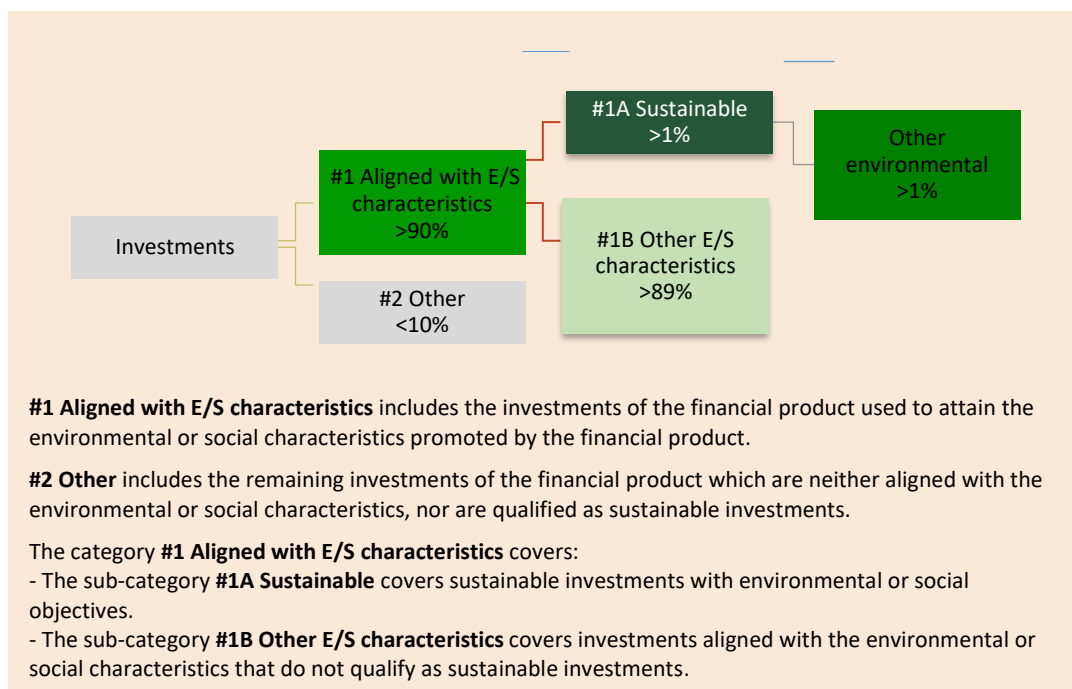 #1A Sustainable
>1%
Other
environmental
>1%
#1 Aligned with E/S
characteristics
>90%
Investments
#1B Other E/S
characteristics
>89%
#2 Other
<10%
#1 Aligned with E/S characteristics includes the investments of the financial product used to attain the
environmental or social characteristics promoted by the financial product.
#2 Other includes the remaining investments of the financial product which are neither aligned with the
environmental or social characteristics, nor are qualified as sustainable investments.
The category #1 Aligned with E/S characteristics covers:
- The sub-category #1A Sustainable covers sustainable investments with environmental or social
objectives.
- The sub-category #1B Other E/S characteristics covers investments aligned with the environmental or
social characteristics that do not qualify as sustainable investments.